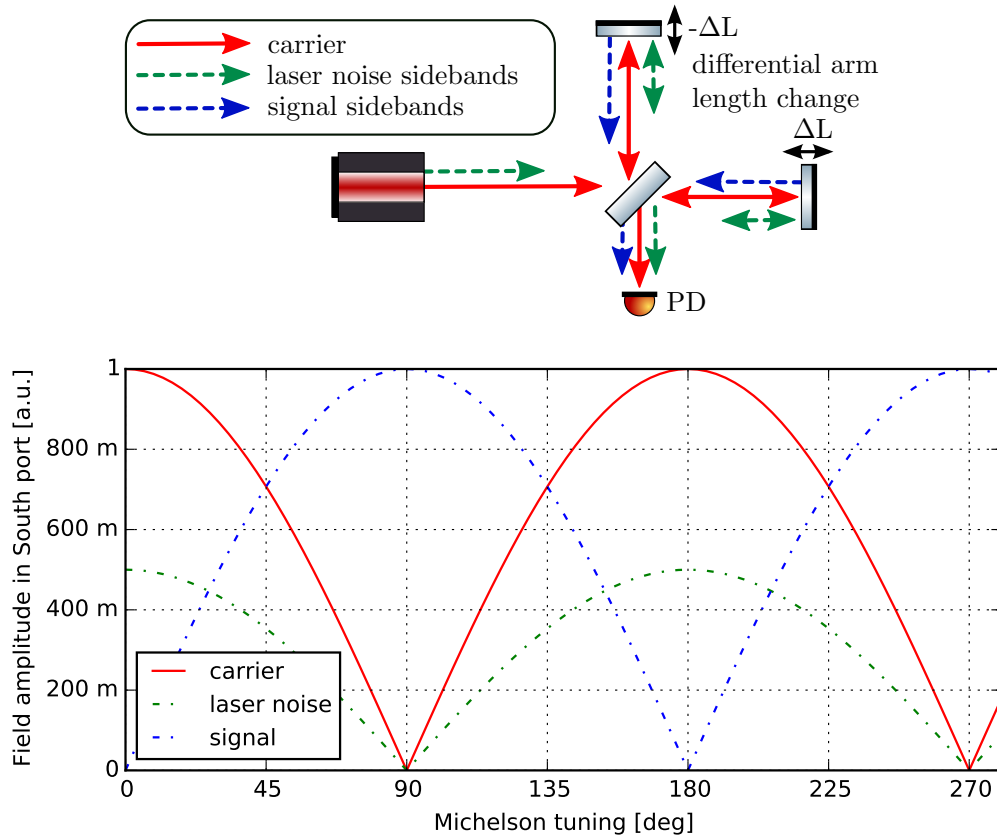 carrier
laser noise sidebands
signal sidebands
-ΔL
differential arm
length change
ΔL
PD
Field amplitude in South port [a.u.]
1
800 m
600 m
400 m
200 m
0
carrier
laser noise
signal
0 45 90 135 180 225 270
Michelson tuning [deg]